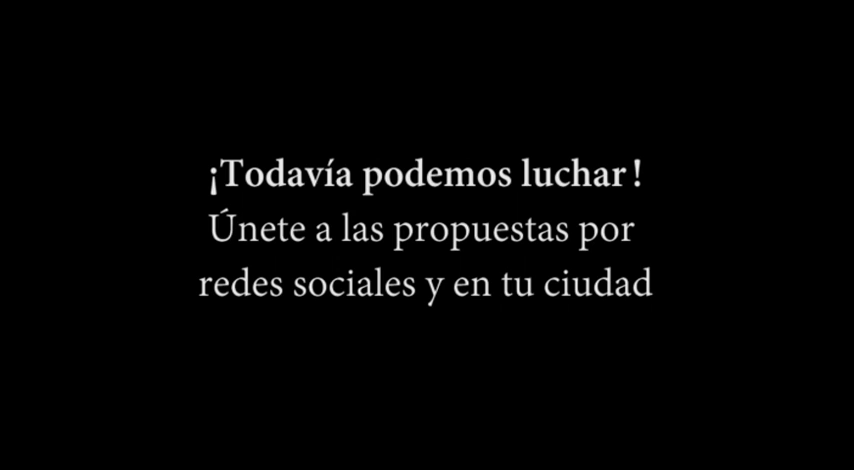 ¡Todavía podemos luchar!
Únete a las propuestas por
redes sociales y en tu ciudad